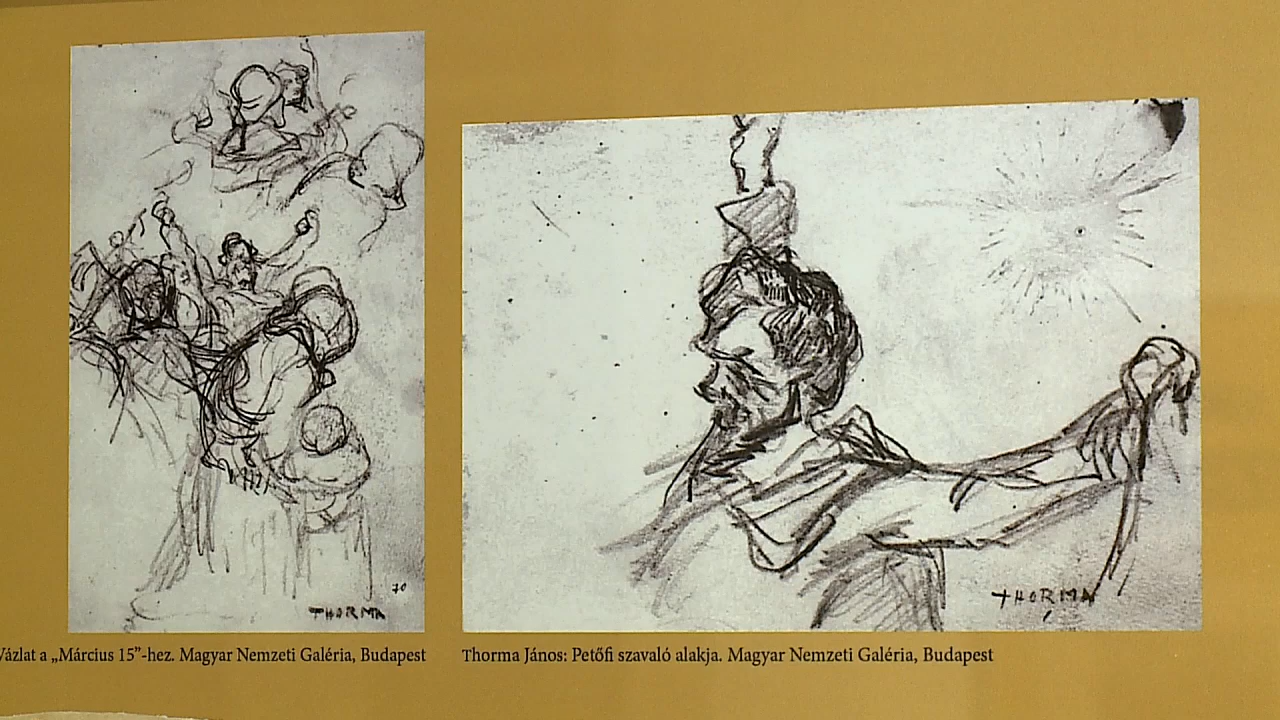 70
THORMA
THORMA
Vázlat a „Március 15”-hez. Magyar Nemzeti Galéria, Budapest
Thorma János: Petőfi szavaló alakja. Magyar Nemzeti Galéria, Budapest